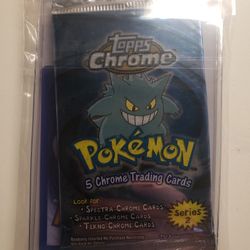 Topps
Chrome
POKéMON
5 Chrome Trading Cards
Look for:
• Spectra-Chrome Cards
• Sparkle-Chrome Cards
• Tekno-Chrome Cards
Series
2